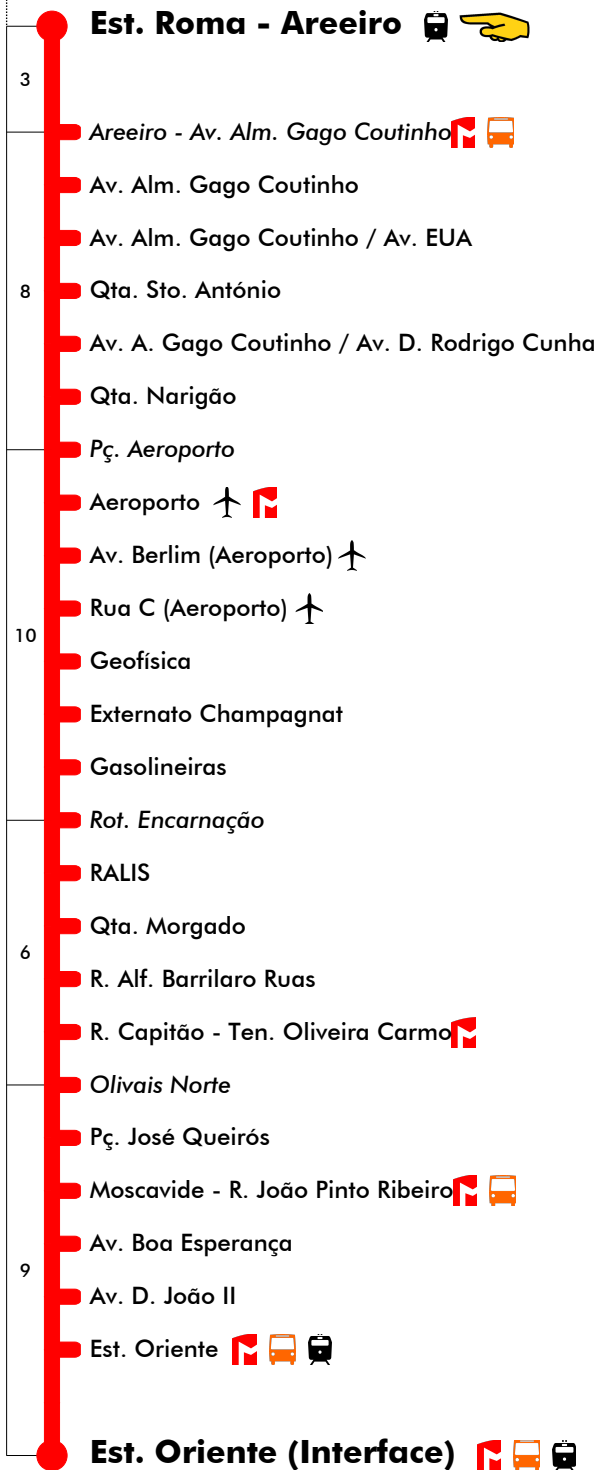 Est. Roma - Areeiro
3
Areeiro - Av. Alm. Gago Coutinho
Av. Alm. Gago Coutinho
Av. Alm. Gago Coutinho / Av. EUA
8
Qta. Sto. António
Av. A. Gago Coutinho / Av. D. Rodrigo Cunha
Qta. Narigão
Pç. Aeroporto
Aeroporto
Av. Berlim (Aeroporto)
Rua C (Aeroporto)
10
Geofísica
Externato Champagnat
Gasolineiras
Rot. Encarnação
RALIS
Qta. Morgado
6
R. Alf. Barrilaro Ruas
R. Capitão - Ten. Oliveira Carmo
Olivais Norte
Pç. José Queirós
Moscavide - R. João Pinto Ribeiro
Av. Boa Esperança
9
Av. D. João II
Est. Oriente
Est. Oriente (Interface)